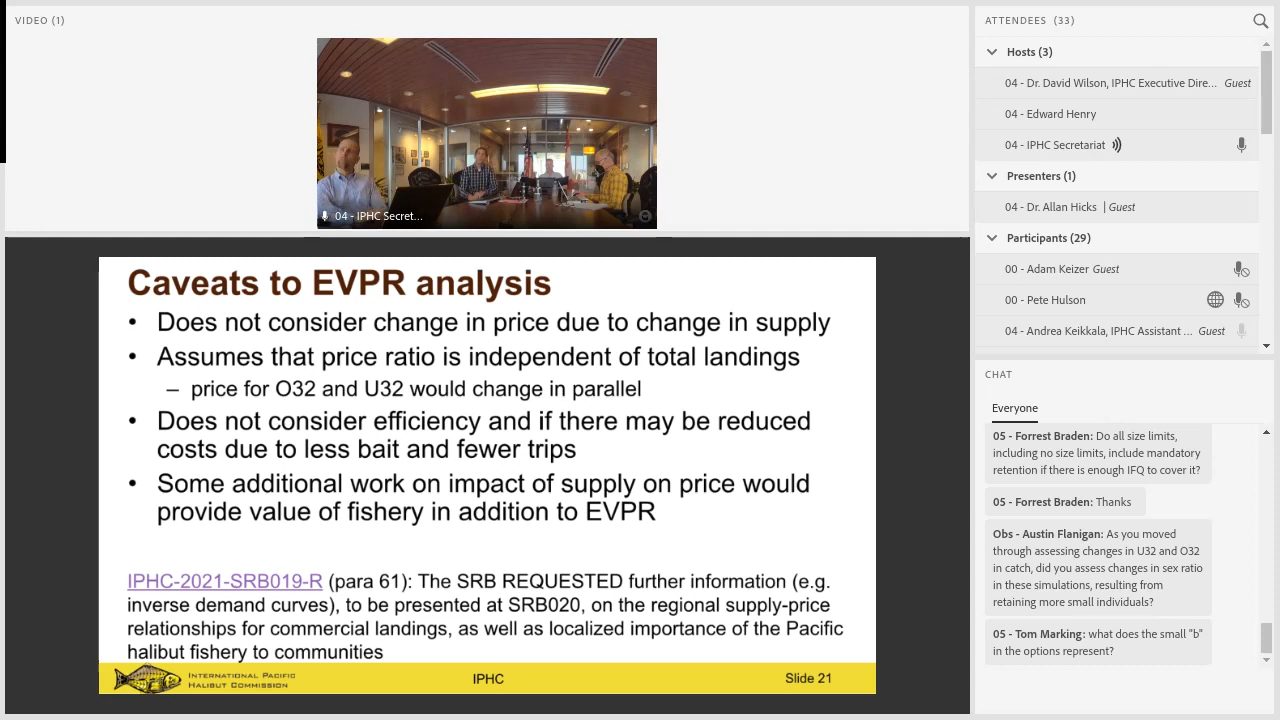 VIDEO (1)
04 - IPHC Secret...
Caveats to EVPR analysis
• Does not consider change in price due to change in supply
• Assumes that price ratio is independent of total landings
– price for O32 and U32 would change in parallel
• Does not consider efficiency and if there may be reduced
costs due to less bait and fewer trips
• Some additional work on impact of supply on price would
provide value of fishery in addition to EVPR
IPHC-2021-SRB019-R (para 61): The SRB REQUESTED further information (e.g.
inverse demand curves), to be presented at SRB020, on the regional supply-price
relationships for commercial landings, as well as localized importance of the Pacific
halibut fishery to communities
INTERNATIONAL PACIFIC
HALIBUT COMMISSION
IPHC
Slide 21
ATTENDEES (33)
Hosts (3)
04 - Dr. David Wilson, IPHC Executive Dire... Guest
04 - Edward Henry
04 - IPHC Secretariat
Presenters (1)
04 - Dr. Allan Hicks | Guest
Participants (29)
00 - Adam Keizer Guest
00 - Pete Hulson
04 - Andrea Keikkala, IPHC Assistant ... Guest
CHAT
Everyone
05 - Forrest Braden: Do all size limits,
including no size limits, include mandatory
retention if there is enough IFQ to cover it?
05 - Forrest Braden: Thanks
Obs - Austin Flanigan: As you moved
through assessing changes in U32 and O32
in catch, did you assess changes in sex ratio
in these simulations, resulting from
retaining more small individuals?
05 - Tom Marking: what does the small "b"
in the options represent?